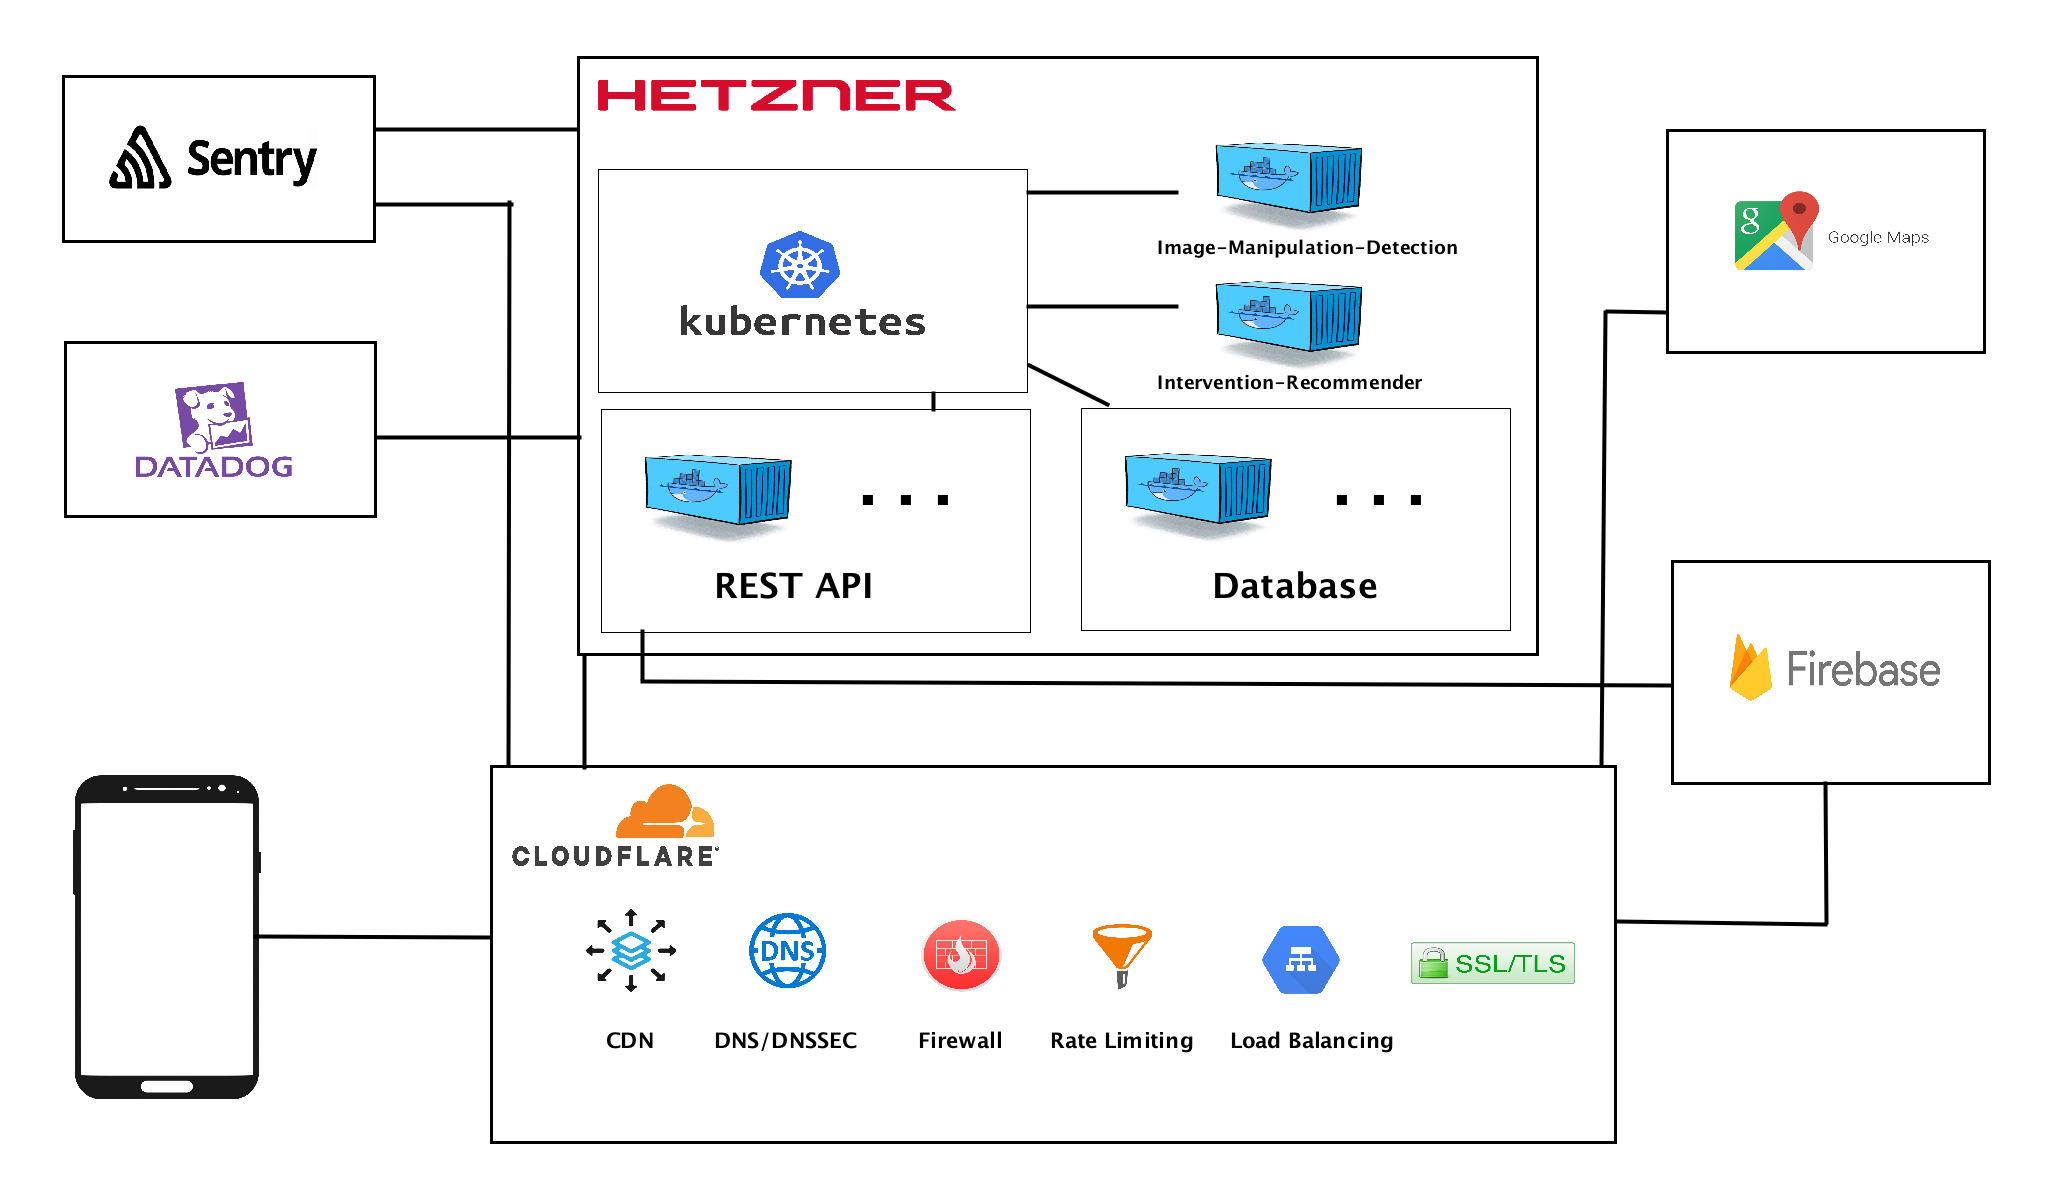 HETZNER
Sentry
kubernetes
Image-Manipulation-Detection
Intervention-Recommender
g
Google Maps
DATADOG
...
...
REST API
Database
Firebase
CLOUDFLARE
DNS
SSL/TLS
CDN
DNS/DNSSEC
Firewall
Rate Limiting
Load Balancing